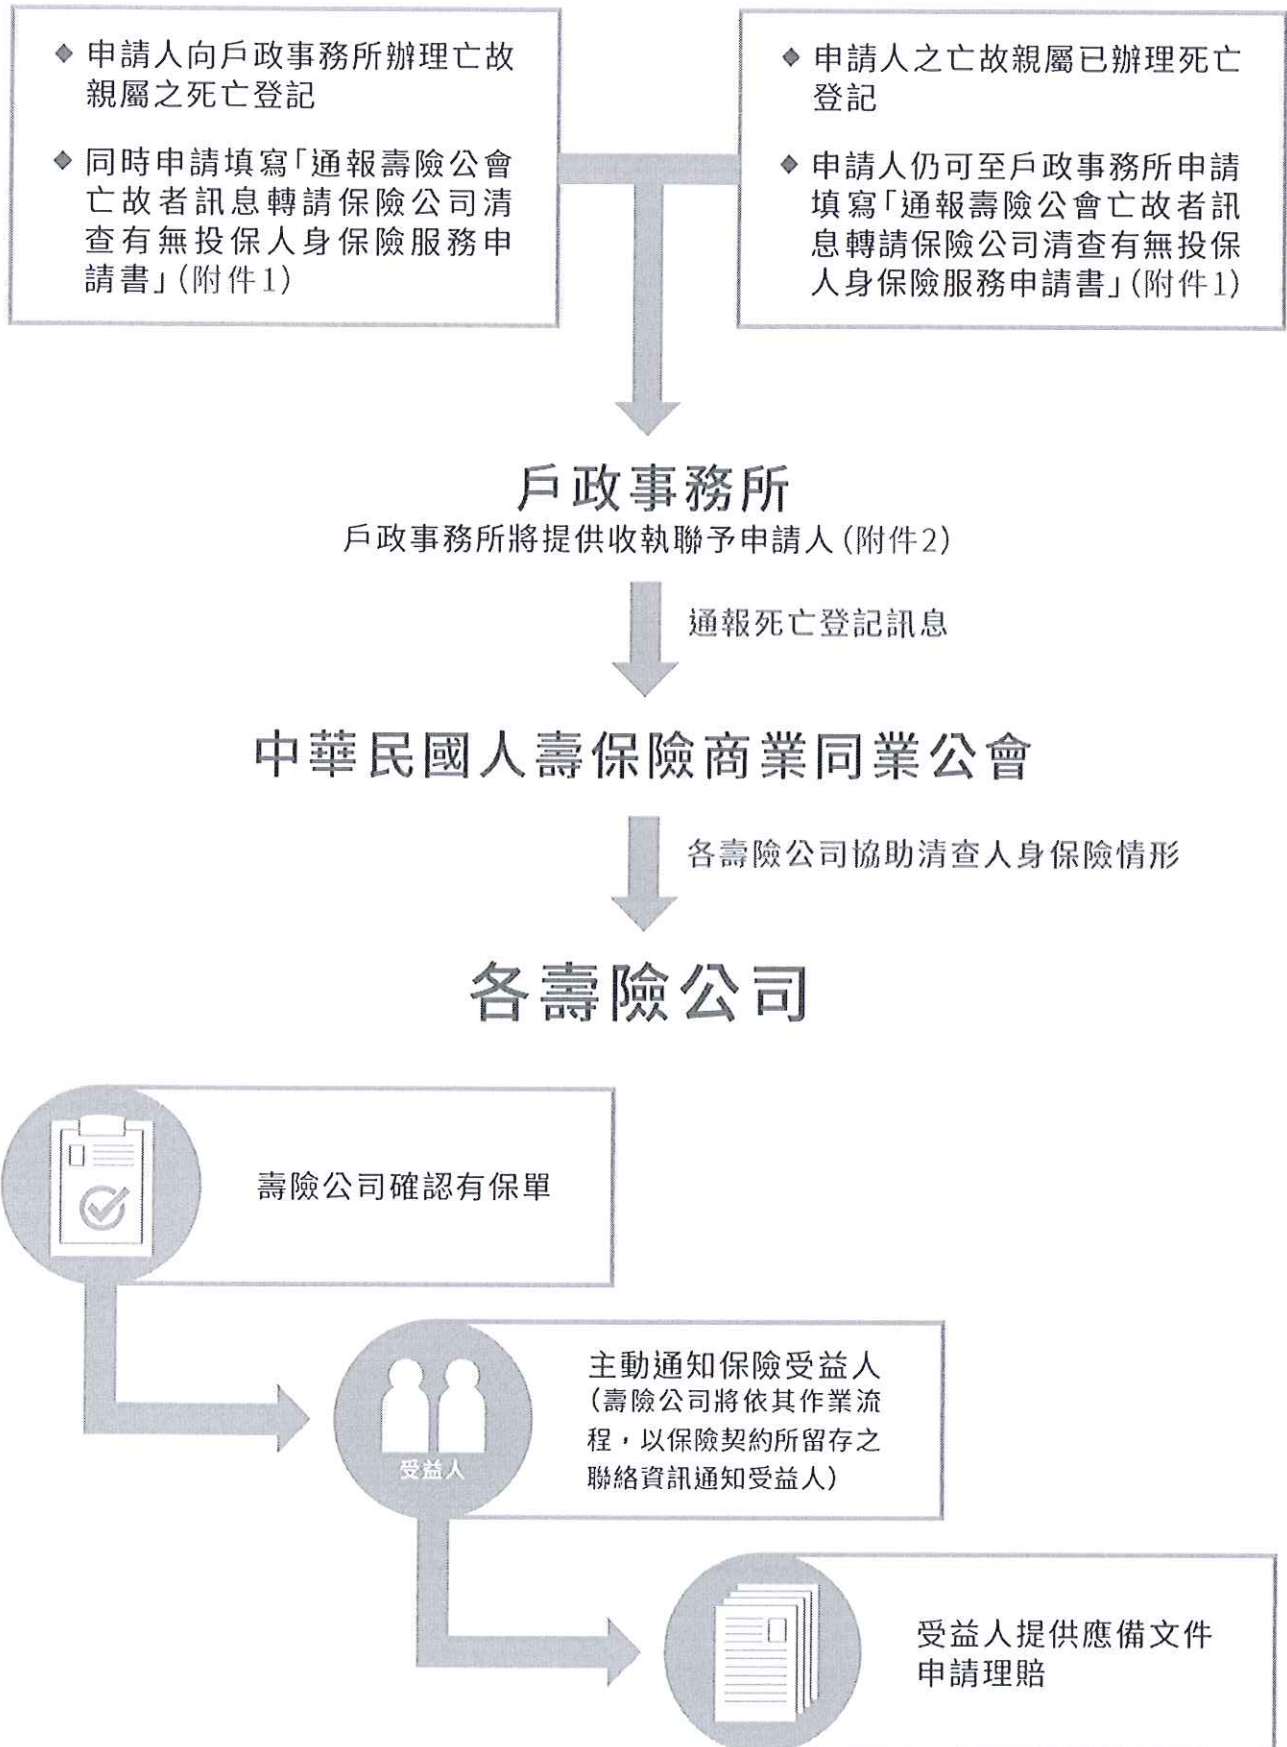 ◆ 申請人向戶政事務所辦理亡故
親屬之死亡登記
◆ 同時申請填寫「通報壽險公會
亡故者訊息轉請保險公司清
查有無投保人身保險服務申
請書」(附件1)
◆ 申請人之亡故親屬已辦理死亡
登記
◆ 申請人仍可至戶政事務所申請
填寫「通報壽險公會亡故者訊
息轉請保險公司清查有無投保
人身保險服務申請書」(附件1)
戶政事務所
戶政事務所將提供收執聯予申請人(附件2)
通報死亡登記訊息
中華民國人壽保險商業同業公會
各壽險公司協助清查人身保險情形
各壽險公司
壽險公司確認有保單
受益人
主動通知保險受益人
(壽險公司將依其作業流
程,以保險契約所留存之
聯絡資訊通知受益人)
受益人提供應備文件
申請理賠